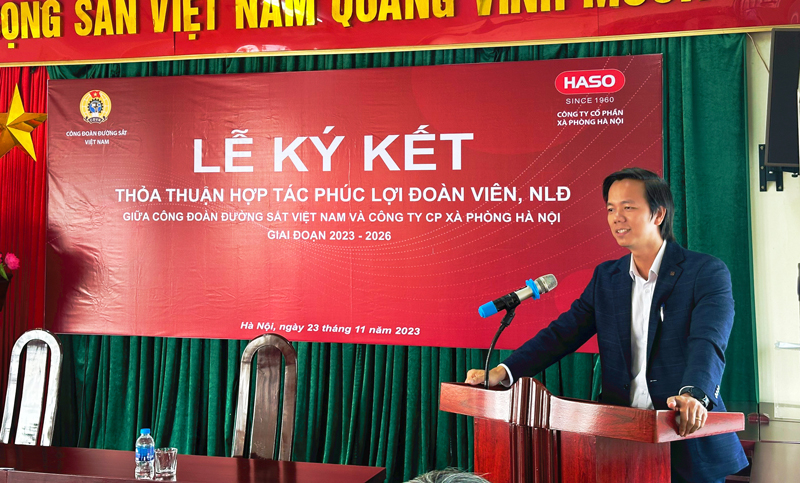 ỘNG SẢN VIỆT NAM QUANG VINH MUÔN
CÔNG ĐOÀN ĐƯỜNG SẮT
VIỆT NAM
HASO
SINCE 1960
CÔNG TY CỔ PHẦN
XÀ PHÒNG HÀ NỘI
LỄ KÝ KẾT
THỎA THUẬN HỢP TÁC PHÚC LỢI ĐOÀN VIÊN, NLĐ
GIỮA CÔNG ĐOÀN ĐƯỜNG SẮT VIỆT NAM VÀ CÔNG TY CP XÀ PHÒNG HÀ NỘI
GIAI ĐOẠN 2023 - 2026
Hà Nội, ngày 23 tháng 11 năm 2023